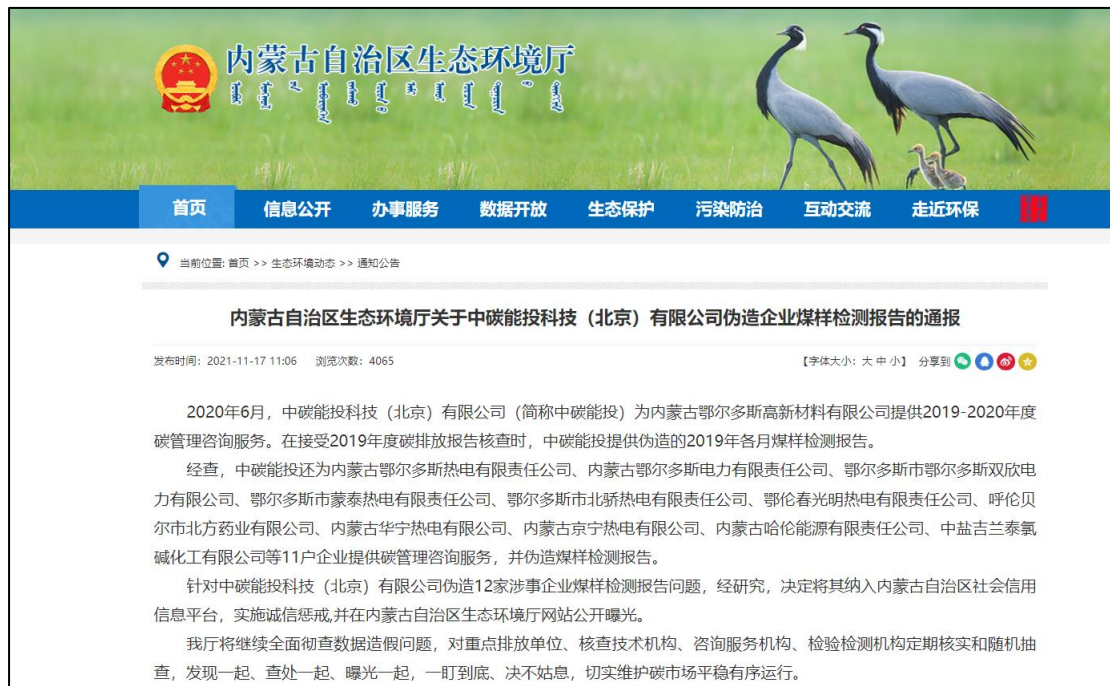 内蒙古自治区生态环境厅
首页 信息公开 办事服务 数据开放 生态保护 污染防治 互动交流 走近环保
当前位置: 首页 >> 生态环境动态 >> 通知公告
内蒙古自治区生态环境厅关于中碳能投科技（北京）有限公司伪造企业煤样检测报告的通报
发布时间：2021-11-17 11:06 浏览次数：4065 【字体大小：大 中 小】 分享到
2020年6月，中碳能投科技（北京）有限公司（简称中碳能投）为内蒙古鄂尔多斯高新材料有限公司提供2019-2020年度
碳管理咨询服务。在接受2019年度碳排放报告核查时，中碳能投提供伪造的2019年各月煤样检测报告。
经查，中碳能投还为内蒙古鄂尔多斯热电有限责任公司、内蒙古鄂尔多斯电力有限责任公司、鄂尔多斯市鄂尔多斯双欣电
力有限公司、鄂尔多斯市蒙泰热电有限责任公司、鄂尔多斯市北骄热电有限责任公司、鄂伦春光明热电有限责任公司、呼伦贝
尔市北方药业有限公司、内蒙古华宁热电有限公司、内蒙古京宁热电有限公司、内蒙古哈伦能源有限责任公司、中盐吉兰泰氯
碱化工有限公司等11户企业提供碳管理咨询服务，并伪造煤样检测报告。
针对中碳能投科技（北京）有限公司伪造12家涉事企业煤样检测报告问题，经研究，决定将其纳入内蒙古自治区社会信用
信息平台，实施诚信惩戒,并在内蒙古自治区生态环境厅网站公开曝光。
我厅将继续全面彻查数据造假问题，对重点排放单位、核查技术机构、咨询服务机构、检验检测机构定期核实和随机抽
查，发现一起、查处一起、曝光一起，一盯到底、决不姑息，切实维护碳市场平稳有序运行。